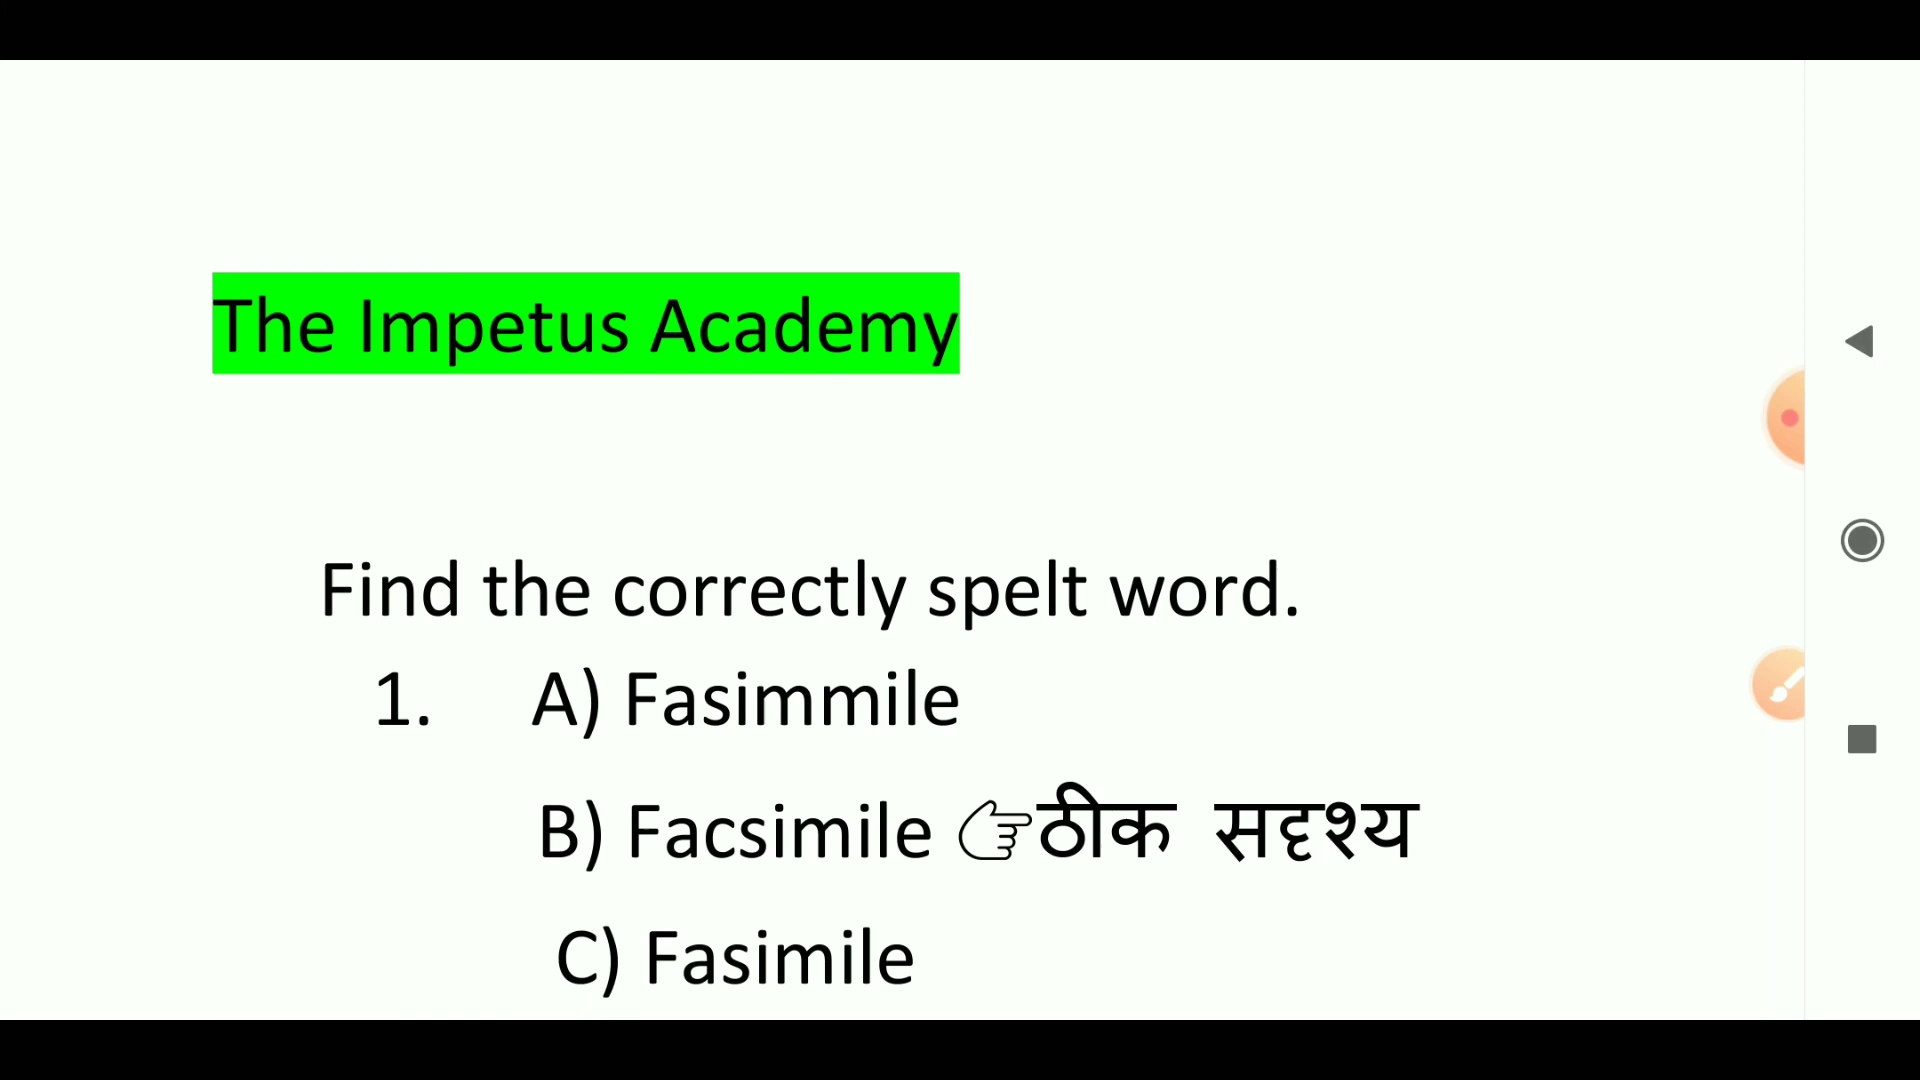 The Impetus Academy
Find the correctly spelt word.
1. A) Fasimmile
B) Facsimile 👉ठीक सदृश्य
C) Fasimile